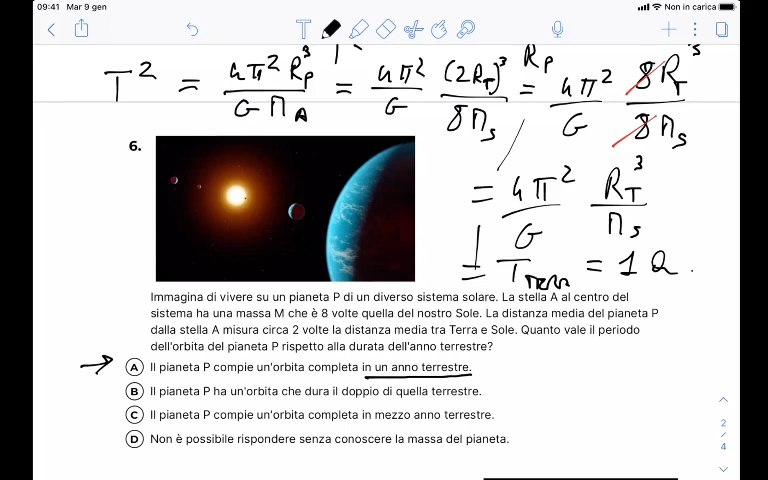 09:41 Mar 9 gen
Non in carica
T² = 4π² R_P³ / G M_A = 4π² / G (2R_T)³ / 8M_S = 4π² / G 8R_T³ / 8M_S
R_P
= 4π² / G R_T³ / M_S
= T_Terra = 1 a.
6.
Immagina di vivere su un pianeta P di un diverso sistema solare. La stella A al centro del
sistema ha una massa M che è 8 volte quella del nostro Sole. La distanza media del pianeta P
dalla stella A misura circa 2 volte la distanza media tra Terra e Sole. Quanto vale il periodo
dell'orbita del pianeta P rispetto alla durata dell'anno terrestre?
A Il pianeta P compie un'orbita completa in un anno terrestre.
B Il pianeta P ha un'orbita che dura il doppio di quella terrestre.
C Il pianeta P compie un'orbita completa in mezzo anno terrestre.
D Non è possibile rispondere senza conoscere la massa del pianeta.
2
/
4